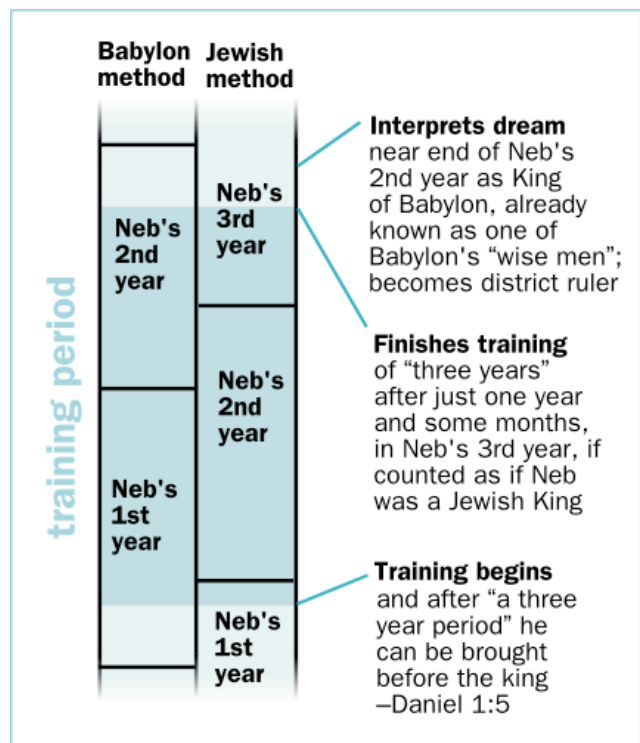 Babylon
method
Jewish
method
training period
Neb's
2nd
year
Neb's
1st
year
Neb's
3rd
year
Neb's
2nd
year
Neb's
1st
year
Interprets dream
near end of Neb's
2nd year as King
of Babylon, already
known as one of
Babylon's “wise men”;
becomes district ruler
Finishes training
of “three years”
after just one year
and some months,
in Neb's 3rd year, if
counted as if Neb
was a Jewish King
Training begins
and after “a three
year period” he
can be brought
before the king
–Daniel 1:5